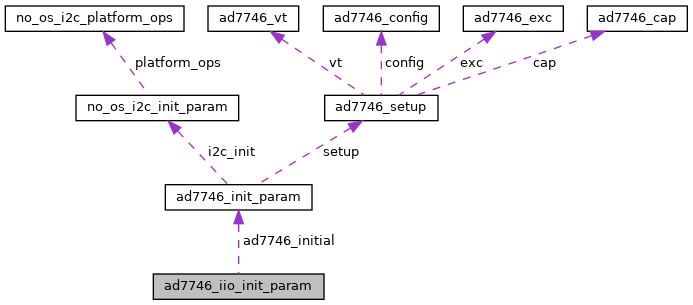 no_os_i2c_platform_ops
ad7746_vt
ad7746_config
ad7746_exc
ad7746_cap
platform_ops
vt
config
exc
cap
no_os_i2c_init_param
ad7746_setup
i2c_init
setup
ad7746_init_param
ad7746_initial
ad7746_iio_init_param